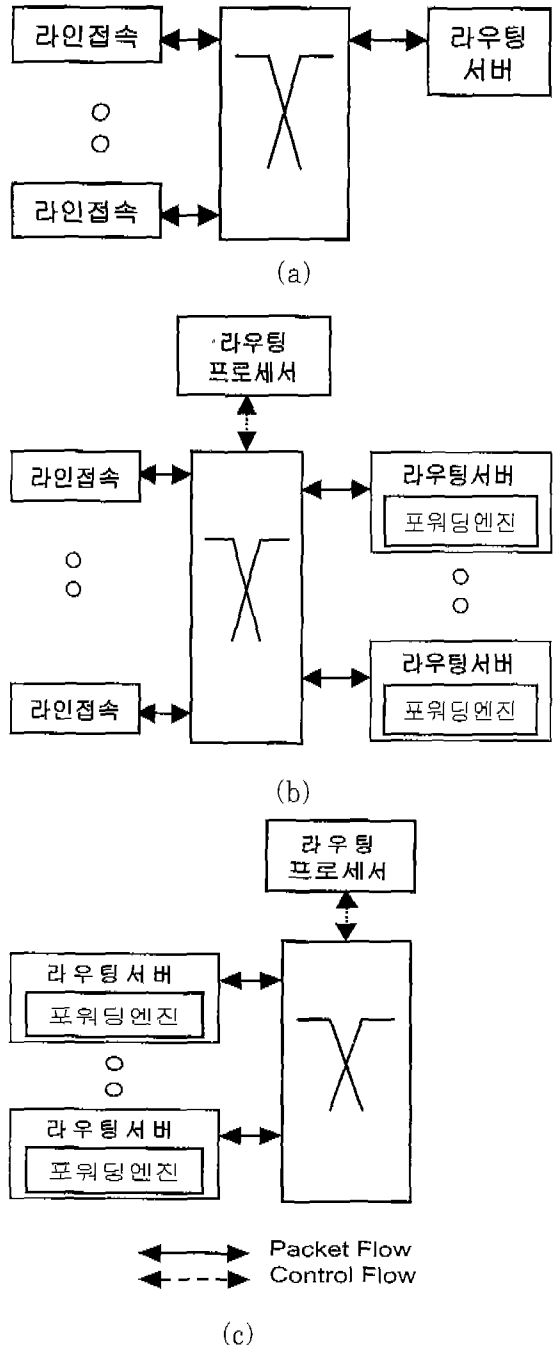 라인접속
라우팅
서버
라인접속
(a)
라우팅
프로세서
라인접속
라우팅서버
포워딩엔진
라우팅서버
포워딩엔진
라인접속
(b)
라우팅
프로세서
라우팅서버
포워딩엔진
라우팅서버
포워딩엔진
Packet Flow
Control Flow
(c)